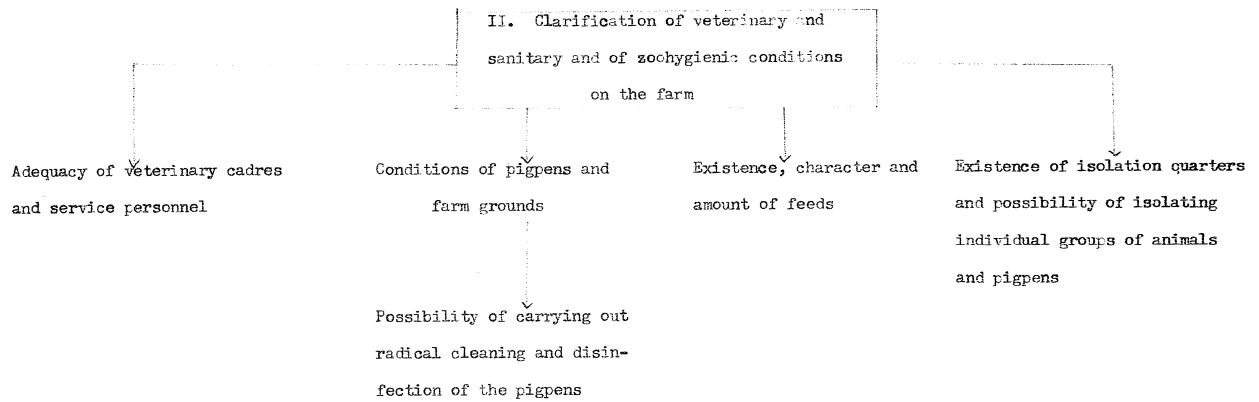 II. Clarification of veterinary and
sanitary and of zoohygienic conditions
on the farm
Adequacy of veterinary cadres
and service personnel
Conditions of pigpens and
farm grounds
Existence, character and
amount of feeds
Existence of isolation quarters
and possibility of isolating
individual groups of animals
and pigpens
Possibility of carrying out
radical cleaning and disin-
fection of the pigpens